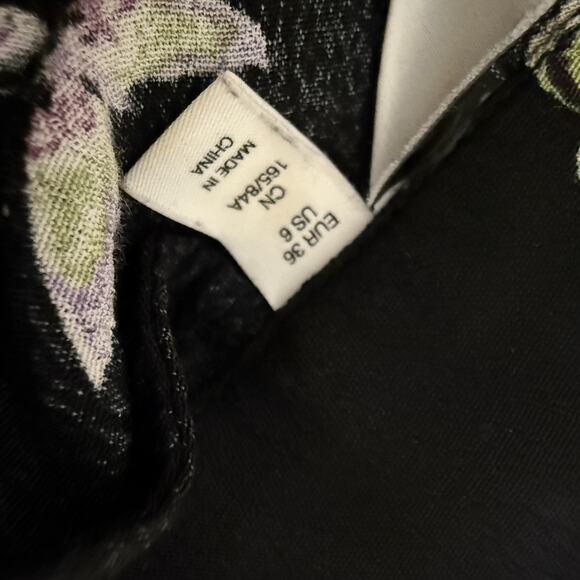 EUR 36
US 6
CN
165/84A
MADE IN
CHINA